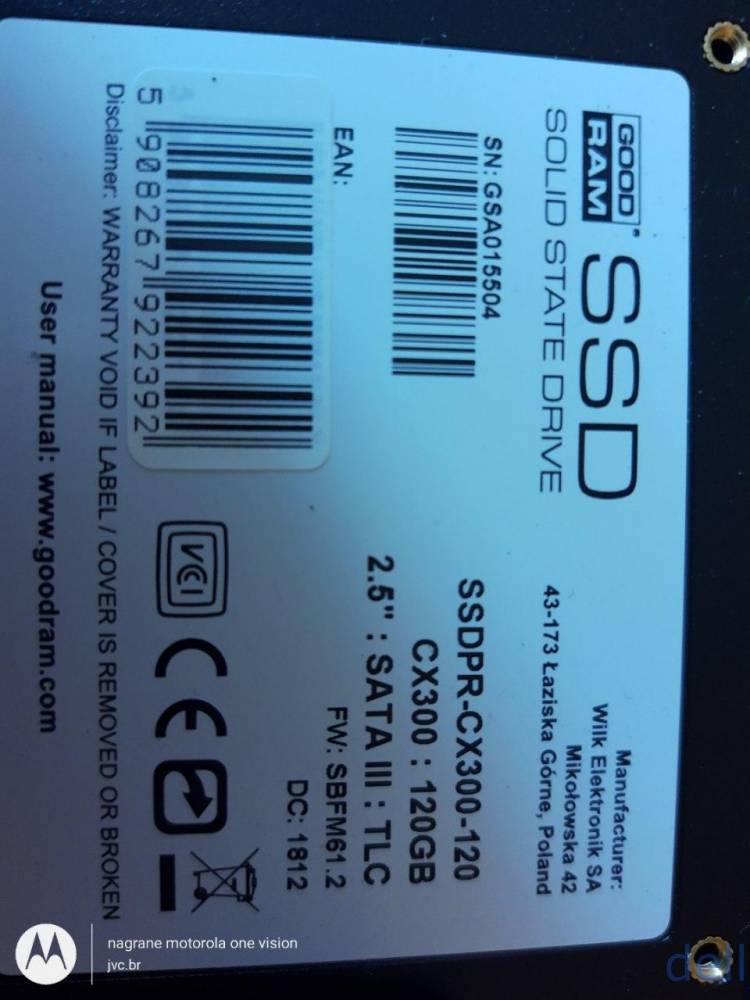 GOOD
RAM
SSD
SOLID STATE DRIVE
SN: GSA015504
EAN:
5 908267 922392
Manufacturer:
Wilk Elektronik SA
Mikołowska 42
43-173 Łaziska Górne, Poland
SSDPR-CX300-120
CX300 : 120GB
2.5" : SATA III : TLC
FW: SBFM61.2
DC: 1812
VCCI
CE
Disclaimer: WARRANTY VOID IF LABEL / COVER IS REMOVED OR BROKEN
User manual: www.goodram.com
nagrane motorola one vision
jvc.br